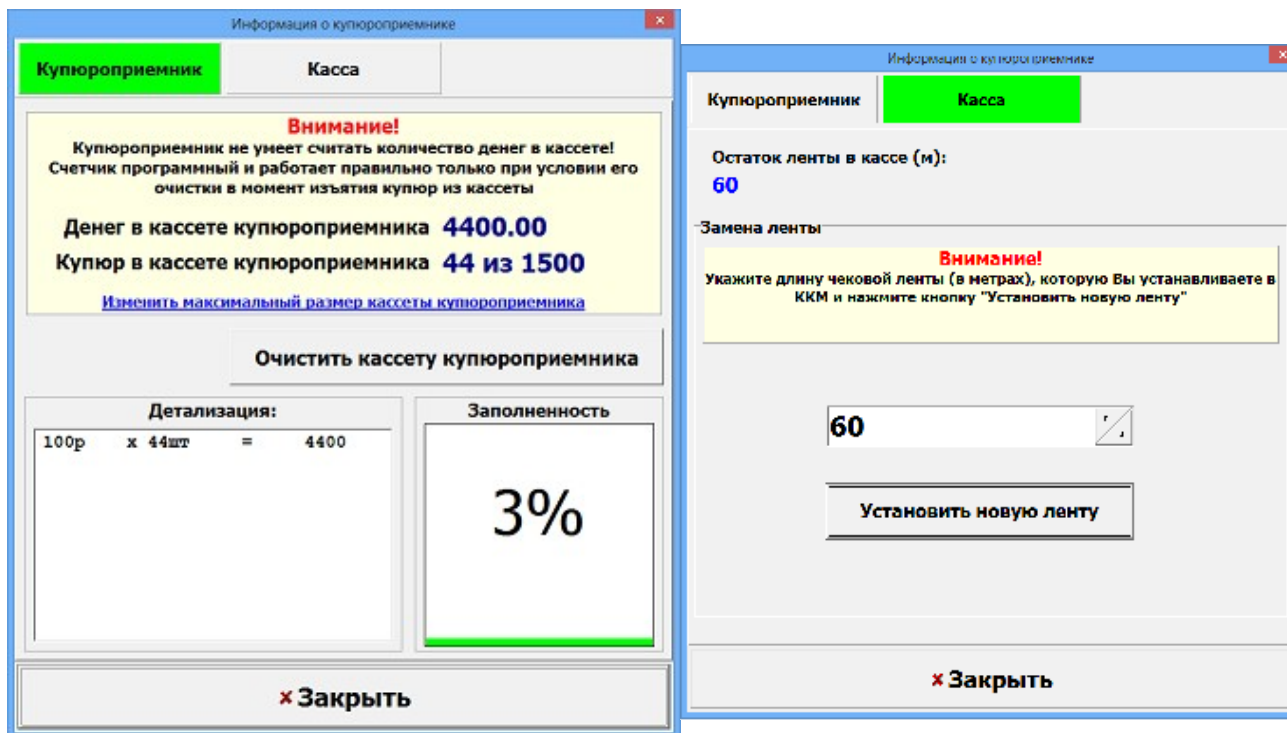 Информация о купюроприемнике
Купюроприемник
Касса
Внимание!
Купюроприемник не умеет считать количество денег в кассете!
Счетчик программный и работает правильно только при условии его
очистки в момент изъятия купюр из кассеты
Денег в кассете купюроприемника 4400.00
Купюр в кассете купюроприемника 44 из 1500
Изменить максимальный размер кассеты купюроприемника
Очистить кассету купюроприемника
Детализация:
100р х 44шт = 4400
Заполненность
3%
Закрыть
Информация о купюроприемнике
Купюроприемник
Касса
Остаток ленты в кассе (м):
60
Замена ленты
Внимание!
Укажите длину чековой ленты (в метрах), которую Вы устанавливаете в
ККМ и нажмите кнопку "Установить новую ленту"
60
Установить новую ленту
Закрыть